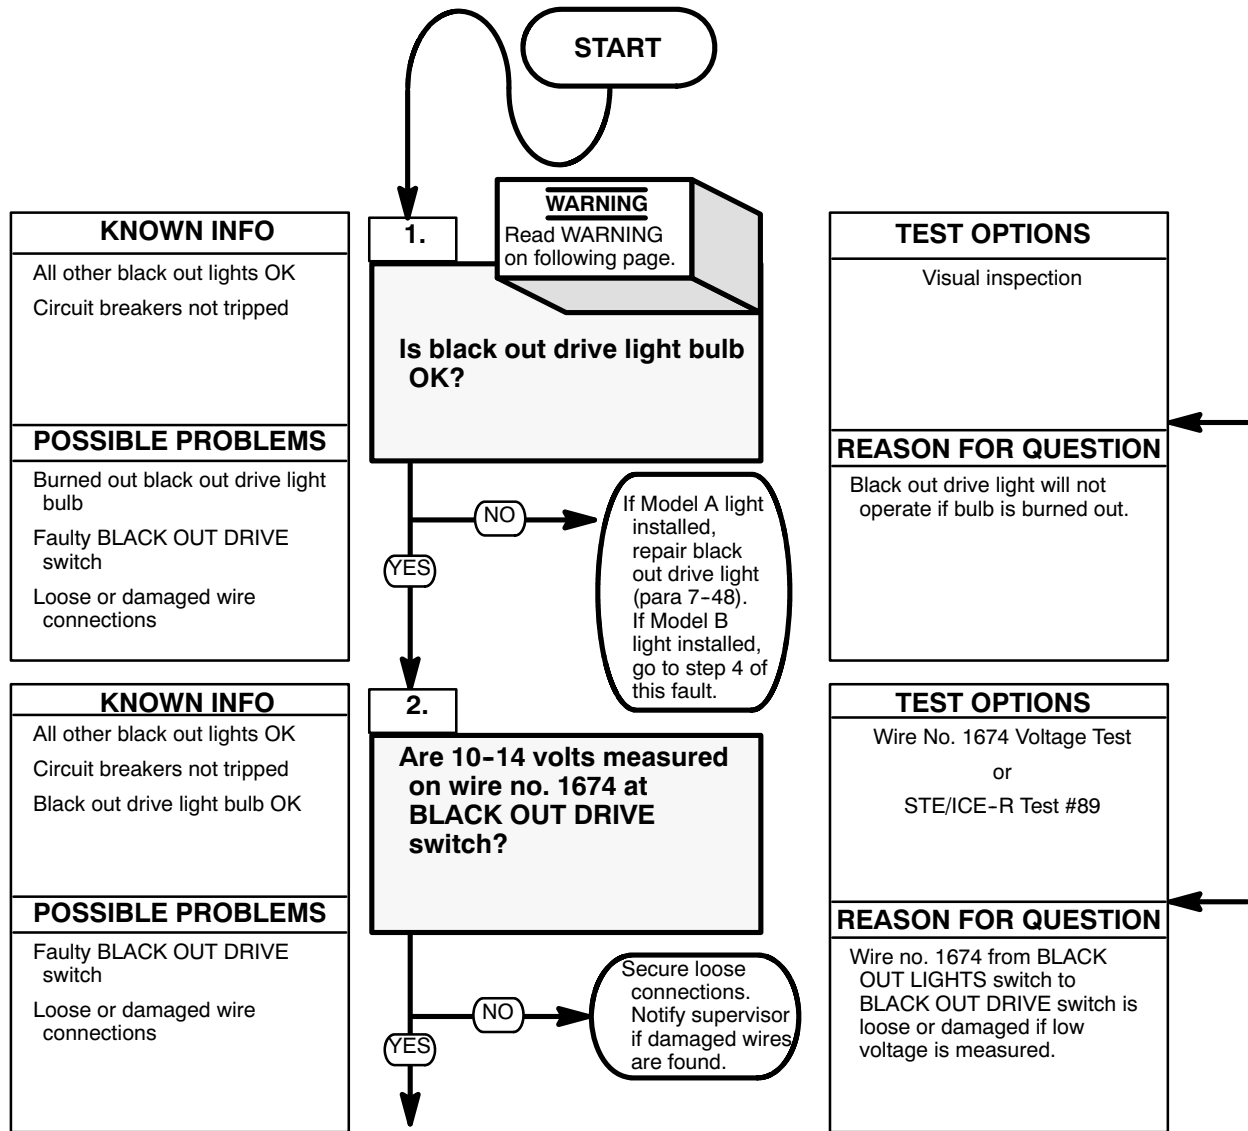 START
WARNING
Read WARNING
on following page.
1.
Is black out drive light bulb
OK?
KNOWN INFO
All other black out lights OK
Circuit breakers not tripped
POSSIBLE PROBLEMS
Burned out black out drive light
bulb
Faulty BLACK OUT DRIVE
switch
Loose or damaged wire
connections
TEST OPTIONS
Visual inspection
REASON FOR QUESTION
Black out drive light will not
operate if bulb is burned out.
NO
If Model A light
installed,
repair black
out drive light
(para 7-48).
If Model B
light installed,
go to step 4 of
this fault.
YES
2.
Are 10-14 volts measured
on wire no. 1674 at
BLACK OUT DRIVE
switch?
KNOWN INFO
All other black out lights OK
Circuit breakers not tripped
Black out drive light bulb OK
POSSIBLE PROBLEMS
Faulty BLACK OUT DRIVE
switch
Loose or damaged wire
connections
TEST OPTIONS
Wire No. 1674 Voltage Test
or
STE/ICE-R Test #89
REASON FOR QUESTION
Wire no. 1674 from BLACK
OUT LIGHTS switch to
BLACK OUT DRIVE switch is
loose or damaged if low
voltage is measured.
NO
Secure loose
connections.
Notify supervisor
if damaged wires
are found.
YES